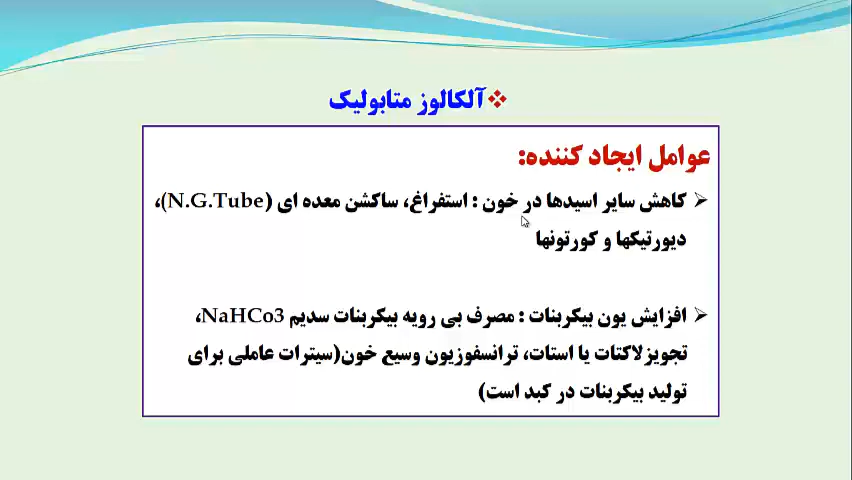 ❖آلکالوز متابولیک
عوامل ایجاد کننده:
➢ کاهش سایر اسیدها در خون : استفراغ، ساکشن معده ای (N.G.Tube)،
دیورتیکها و کورتونها
➢ افزایش یون بیکربنات : مصرف بی رویه بیکربنات سدیم NaHCo3،
تجویزلاکتات یا استات، ترانسفوزیون وسیع خون(سیترات عاملی برای
تولید بیکربنات در کبد است)